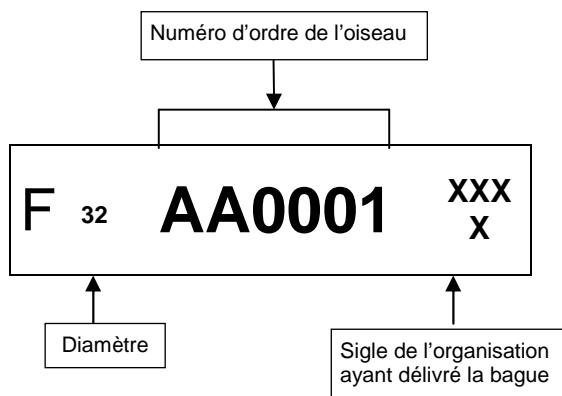 Numéro d’ordre de l’oiseau
F 32 AA0001 XXX
X
Diamètre
Sigle de l’organisation
ayant délivré la bague